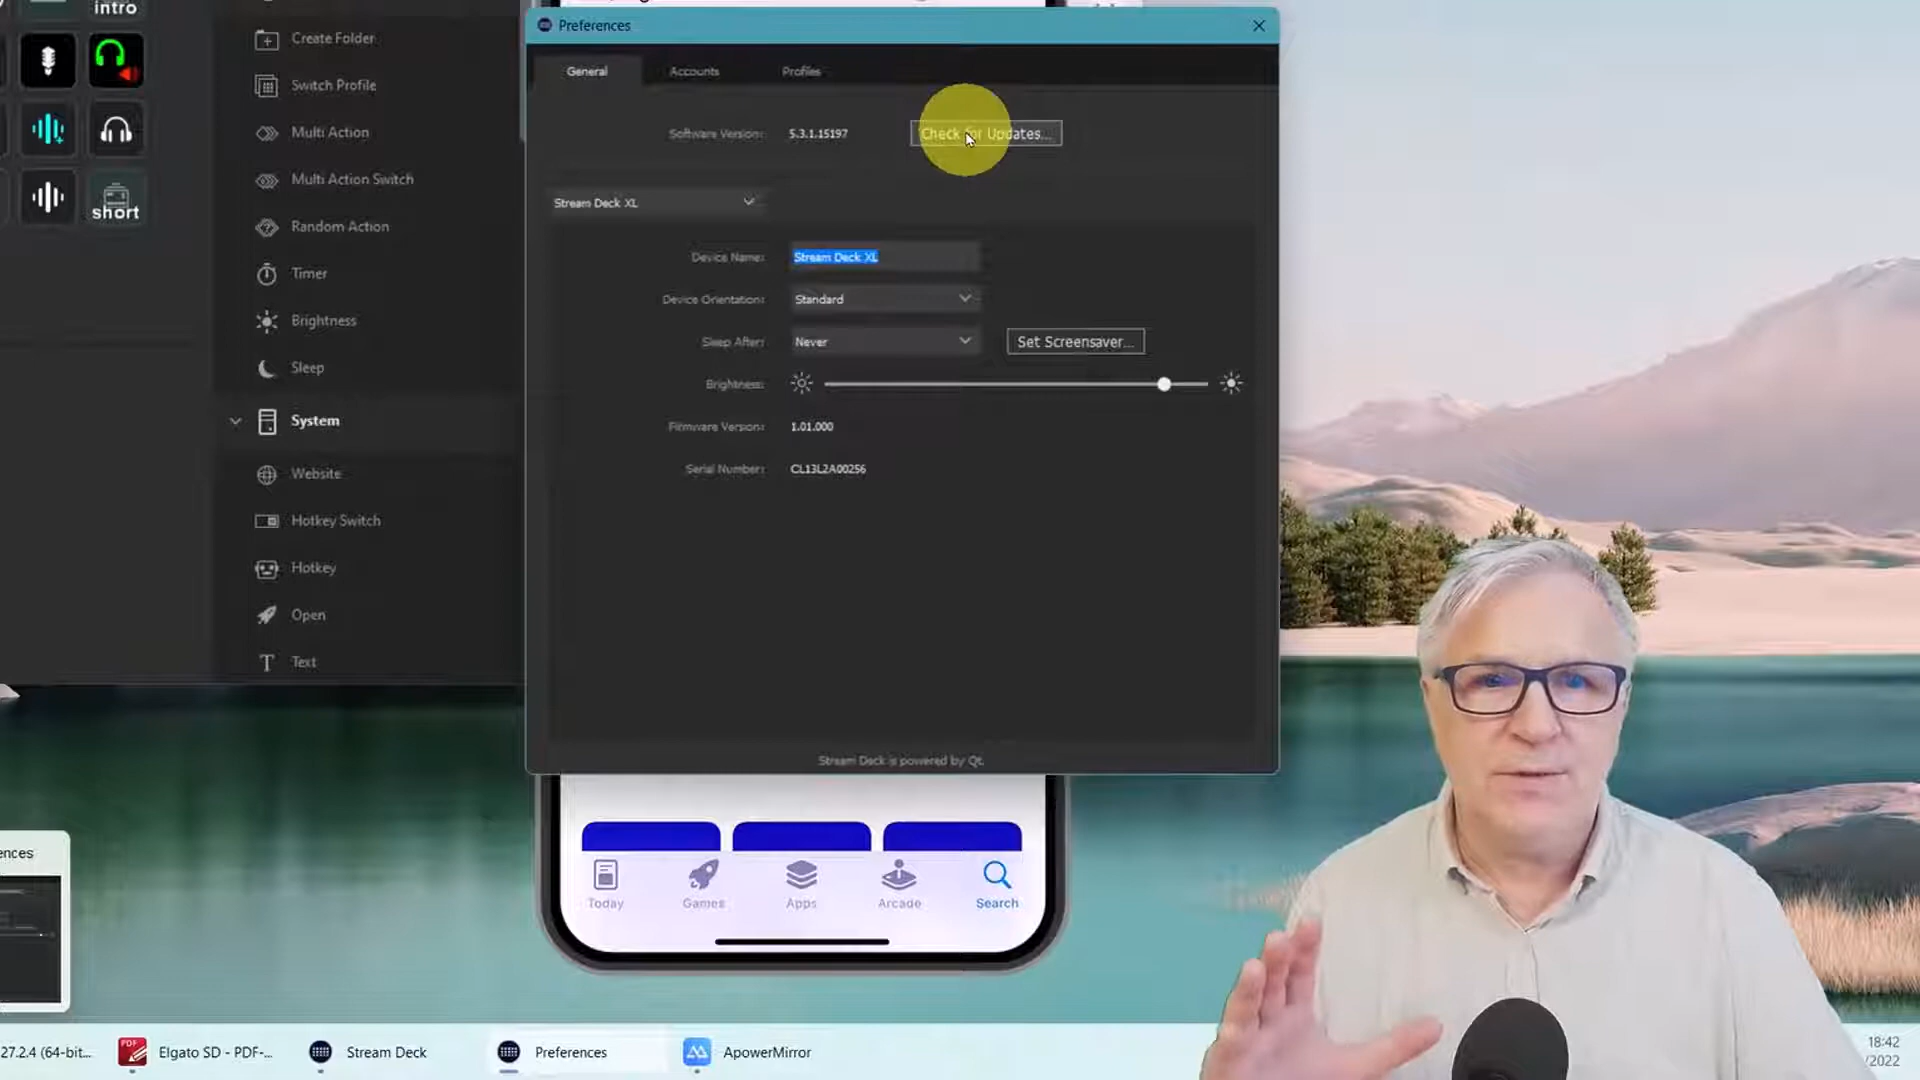 intro
short
Create Folder
Switch Profile
Multi Action
Multi Action Switch
Random Action
Timer
Brightness
Sleep
System
Website
Hotkey Switch
Hotkey
Open
Text
Preferences
General Accounts Profiles
Software Version: 5.3.1.15197 Check for Updates...
Stream Deck XL
Device Name: Stream Deck XL
Device Orientation: Standard
Sleep After: Never Set Screensaver...
Brightness:
Firmware Version: 1.01.000
Serial Number: CL13L2A00256
Stream Deck is powered by Qt.
Today Games Apps Arcade Search
ences
27.2.4 (64-bit... PDF Elgato SD - PDF-... Stream Deck Preferences ApowerMirror
18:42
/2022